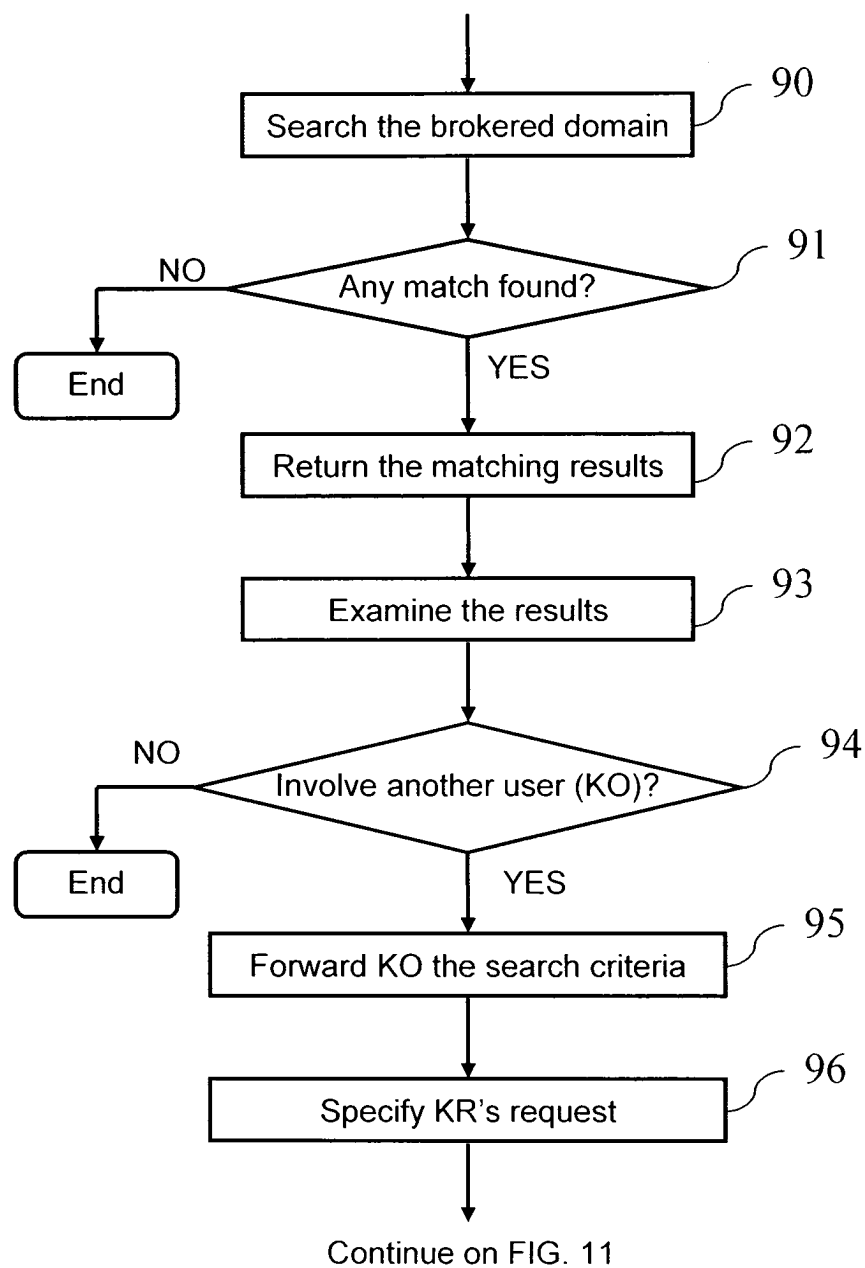 90
Search the brokered domain
91
NO
Any match found?
End
YES
92
Return the matching results
93
Examine the results
94
NO
Involve another user (KO)?
End
YES
95
Forward KO the search criteria
96
Specify KR's request
Continue on FIG. 11